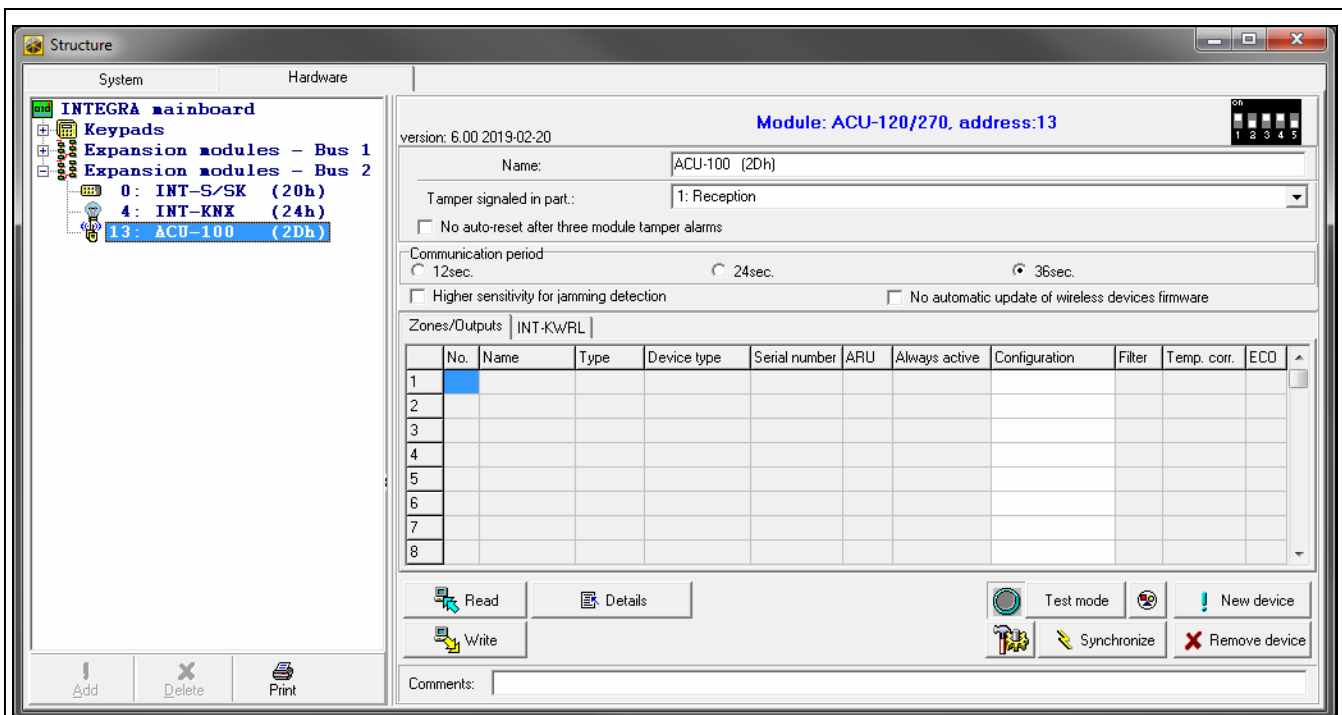 Structure
System
Hardware
INTEGRA mainboard
Keypads
Expansion modules - Bus 1
Expansion modules - Bus 2
0: INT-S/SK (20h)
4: INT-KNX (24h)
13: ACU-100 (2Dh)
Add
Delete
Print
version: 6.00 2019-02-20
Module: ACU-120/270, address:13
on
1 2 3 4 5
Name:
ACU-100 (2Dh)
Tamper signaled in part.:
1: Reception
No auto-reset after three module tamper alarms
Communication period
12sec.
24sec.
36sec.
Higher sensitivity for jamming detection
No automatic update of wireless devices firmware
Zones/Outputs
INT-KWRL
No. Name Type Device type Serial number ARU Always active Configuration Filter Temp. corr. ECO
1
2
3
4
5
6
7
8
Read
Details
Test mode
New device
Write
Synchronize
Remove device
Comments: